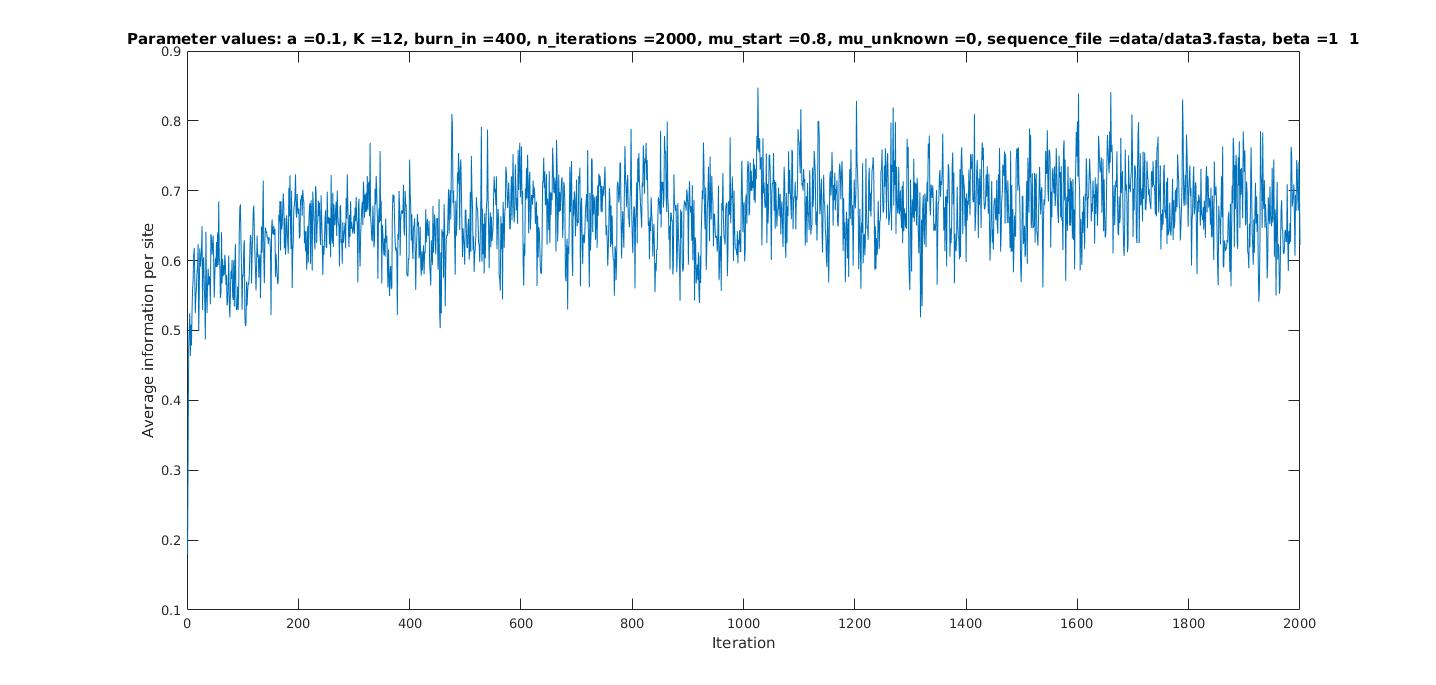 Parameter values: a =0.1, K =12, burn_in =400, n_iterations =2000, mu_start =0.8, mu_unknown =0, sequence_file =data/data3.fasta, beta =1  1
0.9
0.8
0.7
0.6
0.5
0.4
0.3
0.2
0.1
Average information per site
0 200 400 600 800 1000 1200 1400 1600 1800 2000
Iteration